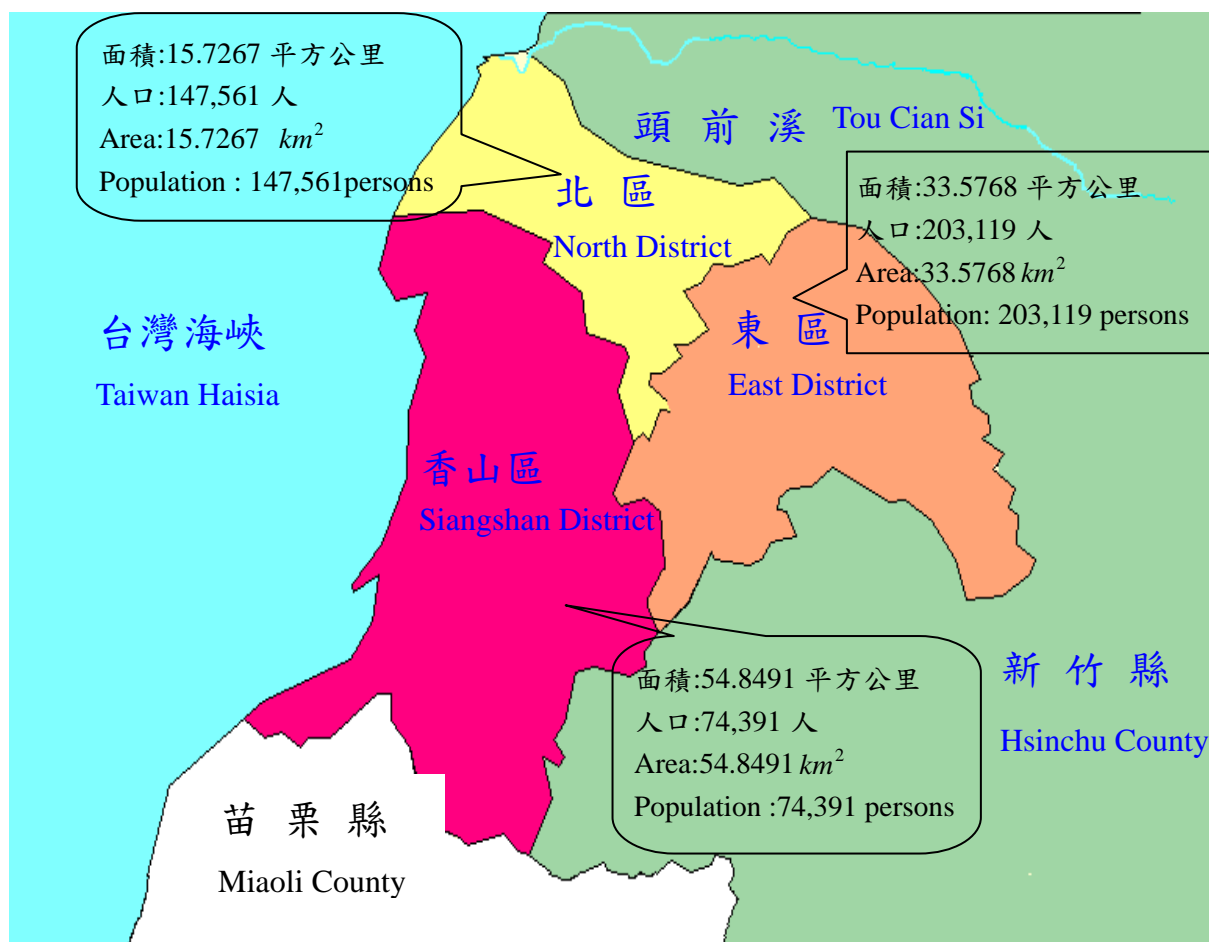 面積:15.7267 平方公里
人口:147,561 人
Area:15.7267 km²
Population : 147,561persons
頭前溪 Tou Cian Si
北區
North District
面積:33.5768 平方公里
人口:203,119 人
Area:33.5768 km²
Population: 203,119 persons
東區
East District
台灣海峽
Taiwan Haisia
香山區
Siangshan District
面積:54.8491 平方公里
人口:74,391 人
Area:54.8491 km²
Population :74,391 persons
新竹縣
Hsinchu County
苗栗縣
Miaoli County